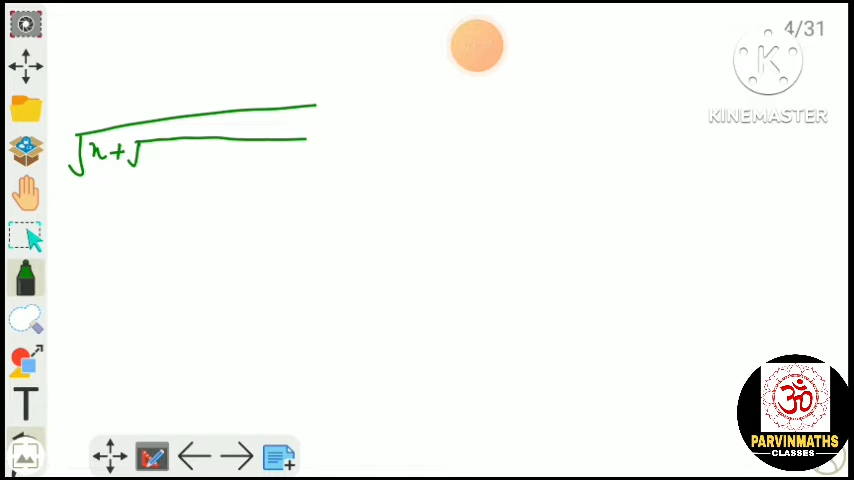 4/31
KINEMASTER
√x+√
T
PARVINMATHS
CLASSES